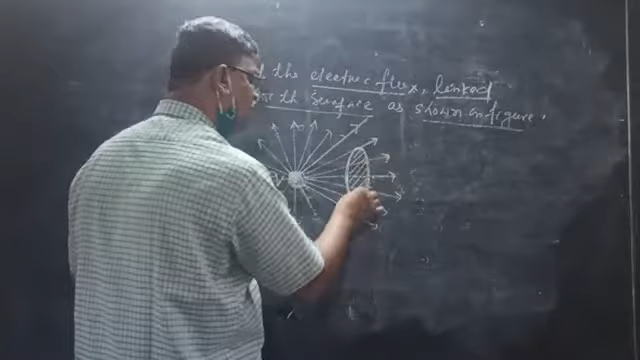 the electric flux, linked
the Surface as shown in figure.